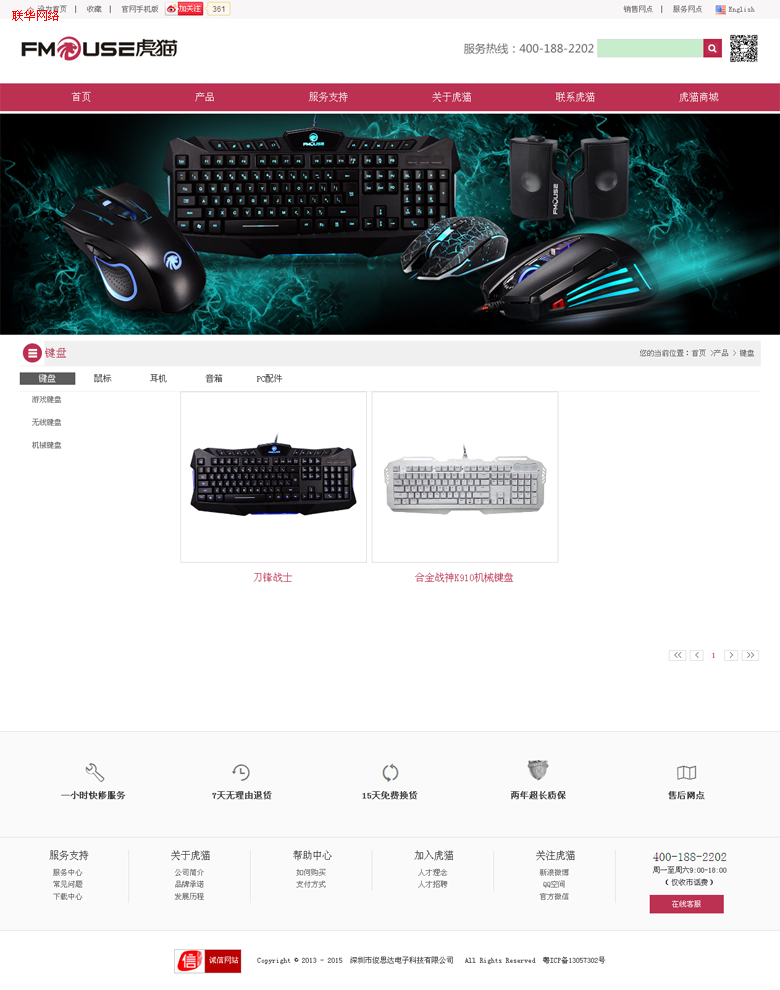 联华网络
设为首页 | 收藏 | 官网手机版 加关注 361
销售网点 | 服务网点 English
FMOUSE虎猫
服务热线：400-188-2202
首页 产品 服务支持 关于虎猫 联系虎猫 虎猫商城
FMOUSE
FMOUSE
键盘
您的当前位置：首页 >产品 > 键盘
键盘 鼠标 耳机 音箱 PC配件
游戏键盘
无线键盘
机械键盘
刀锋战士
合金战神K910机械键盘
<< < 1 > >>
一小时快修服务 7天无理由退货 15天免费换货 两年超长质保 售后网点
服务支持
服务中心
常见问题
下载中心
关于虎猫
公司简介
品牌承诺
发展历程
帮助中心
如何购买
支付方式
加入虎猫
人才理念
人才招聘
关注虎猫
新浪微博
QQ空间
官方微信
400-188-2202
周一至周六9:00-18:00
（仅收市话费）
在线客服
信 诚信网站
Copyright © 2013 - 2015 深圳市俊思达电子科技有限公司 All Rights Reserved 粤ICP备13057302号